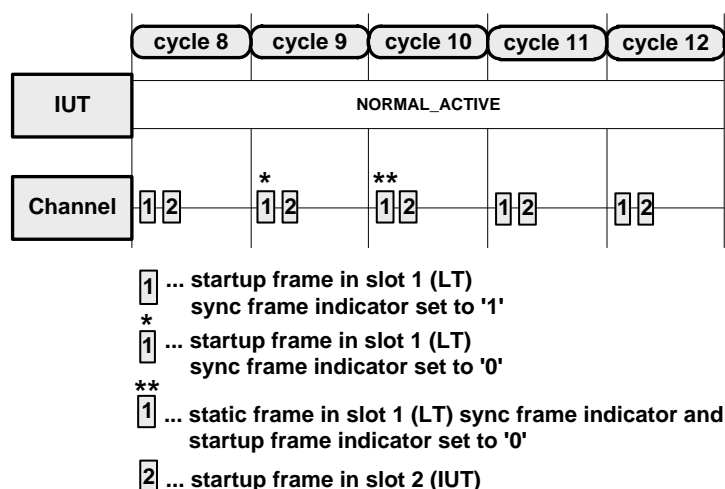 cycle 8 cycle 9 cycle 10 cycle 11 cycle 12
IUT NORMAL_ACTIVE
* **
Channel 1 2 1 2 1 2 1 2 1 2
1 ... startup frame in slot 1 (LT)
sync frame indicator set to '1'
*
1 ... startup frame in slot 1 (LT)
sync frame indicator set to '0'
**
1 ... static frame in slot 1 (LT) sync frame indicator and
startup frame indicator set to '0'
2 ... startup frame in slot 2 (IUT)